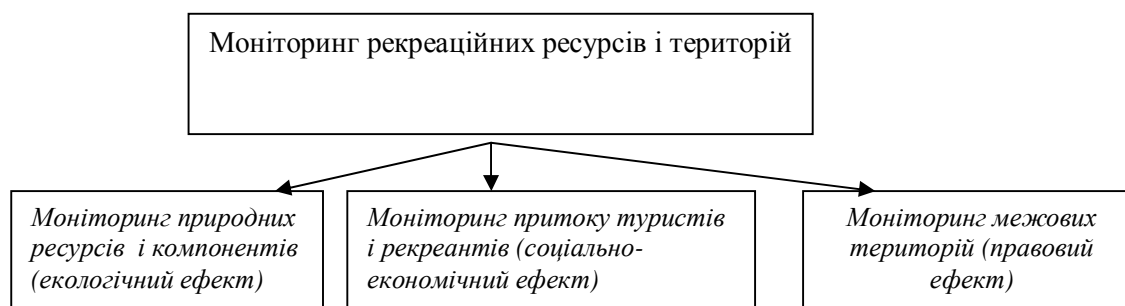 Моніторинг рекреаційних ресурсів і територій
Моніторинг природних
ресурсів і компонентів
(екологічний ефект)
Моніторинг притоку туристів
і рекреантів (соціально-
економічний ефект)
Моніторинг межових
територій (правовий
ефект)